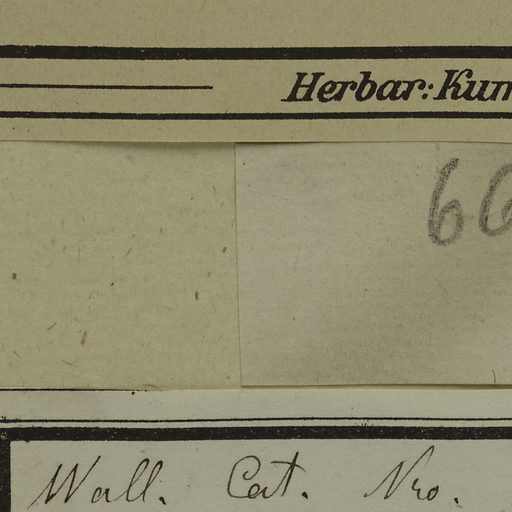 Herbar: Kun
66
Wall. Cat. Nro.